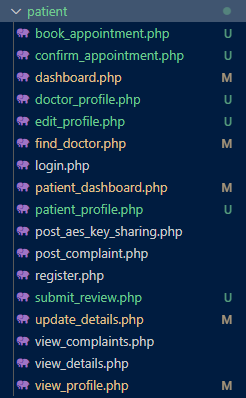 patient
book_appointment.php U
confirm_appointment.php U
dashboard.php M
doctor_profile.php U
edit_profile.php U
find_doctor.php M
login.php
patient_dashboard.php M
patient_profile.php U
post_aes_key_sharing.php
post_complaint.php
register.php
submit_review.php U
update_details.php M
view_complaints.php
view_details.php
view_profile.php M